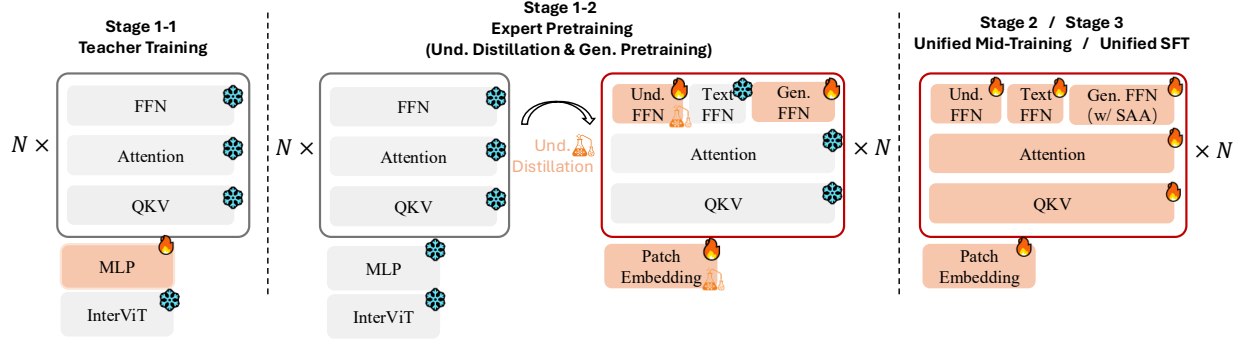 Stage 1-1
Teacher Training
N ×
FFN
Attention
QKV
MLP
InterViT
Stage 1-2
Expert Pretraining
(Und. Distillation & Gen. Pretraining)
N ×
FFN
Attention
QKV
MLP
InterViT
Und.
Distillation
Und.
FFN
Text
FFN
Gen.
FFN
Attention
QKV
× N
Patch
Embedding
Stage 2 / Stage 3
Unified Mid-Training / Unified SFT
Und.
FFN
Text
FFN
Gen. FFN
(w/ SAA)
Attention
QKV
× N
Patch
Embedding